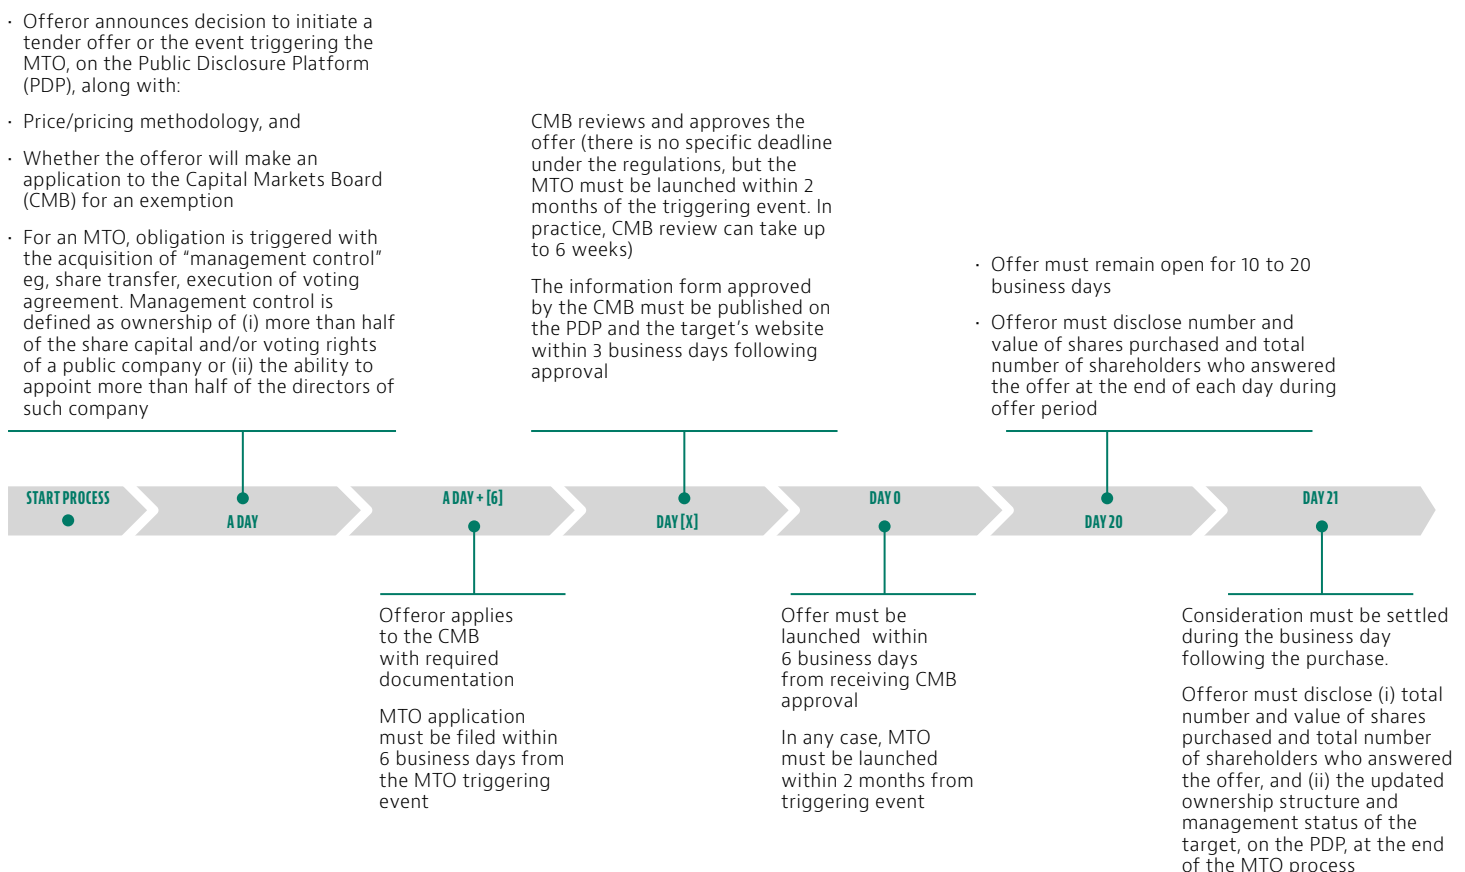 · Offeror announces decision to initiate a
tender offer or the event triggering the
MTO, on the Public Disclosure Platform
(PDP), along with:
· Price/pricing methodology, and
· Whether the offeror will make an
application to the Capital Markets Board
(CMB) for an exemption
· For an MTO, obligation is triggered with
the acquisition of “management control”
eg, share transfer, execution of voting
agreement. Management control is
defined as ownership of (i) more than half
of the share capital and/or voting rights
of a public company or (ii) the ability to
appoint more than half of the directors of
such company
CMB reviews and approves the
offer (there is no specific deadline
under the regulations, but the
MTO must be launched within 2
months of the triggering event. In
practice, CMB review can take up
to 6 weeks)
The information form approved
by the CMB must be published on
the PDP and the target’s website
within 3 business days following
approval
· Offer must remain open for 10 to 20
business days
· Offeror must disclose number and
value of shares purchased and total
number of shareholders who answered
the offer at the end of each day during
offer period
START PROCESS
A DAY
A DAY + [6]
DAY [X]
DAY 0
DAY 20
DAY 21
Offeror applies
to the CMB
with required
documentation
MTO application
must be filed within
6 business days from
the MTO triggering
event
Offer must be
launched within
6 business days
from receiving CMB
approval
In any case, MTO
must be launched
within 2 months from
triggering event
Consideration must be settled
during the business day
following the purchase.
Offeror must disclose (i) total
number and value of shares
purchased and total number
of shareholders who answered
the offer, and (ii) the updated
ownership structure and
management status of the
target, on the PDP, at the end
of the MTO process